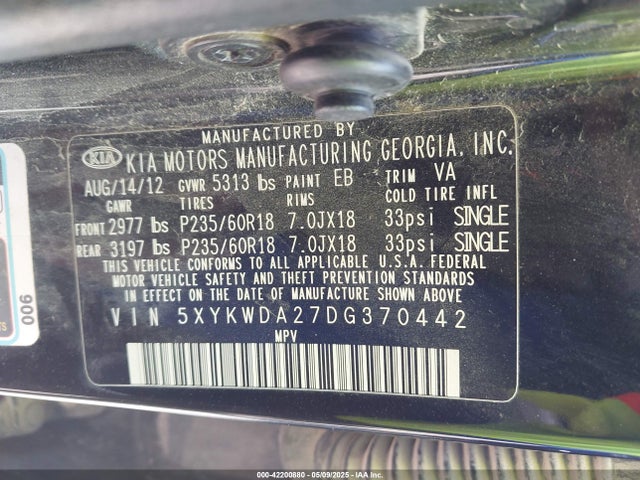 MANUFACTURED BY
KIA KIA MOTORS MANUFACTURING GEORGIA, INC.
AUG/14/12 GVWR 5313 lbs PAINT EB TRIM VA
GAWR TIRES RIMS COLD TIRE INFL
FRONT 2977 lbs P235/60R18 7.0JX18 33psi SINGLE
REAR 3197 lbs P235/60R18 7.0JX18 33psi SINGLE
THIS VEHICLE CONFORMS TO ALL APPLICABLE U.S.A. FEDERAL
MOTOR VEHICLE SAFETY AND THEFT PREVENTION STANDARDS
IN EFFECT ON THE DATE OF MANUFACTURE SHOWN ABOVE
VIN 5XYKWDA27DG370442
MPV
006
000-42200880 - 05/09/2025 - IAA Inc.